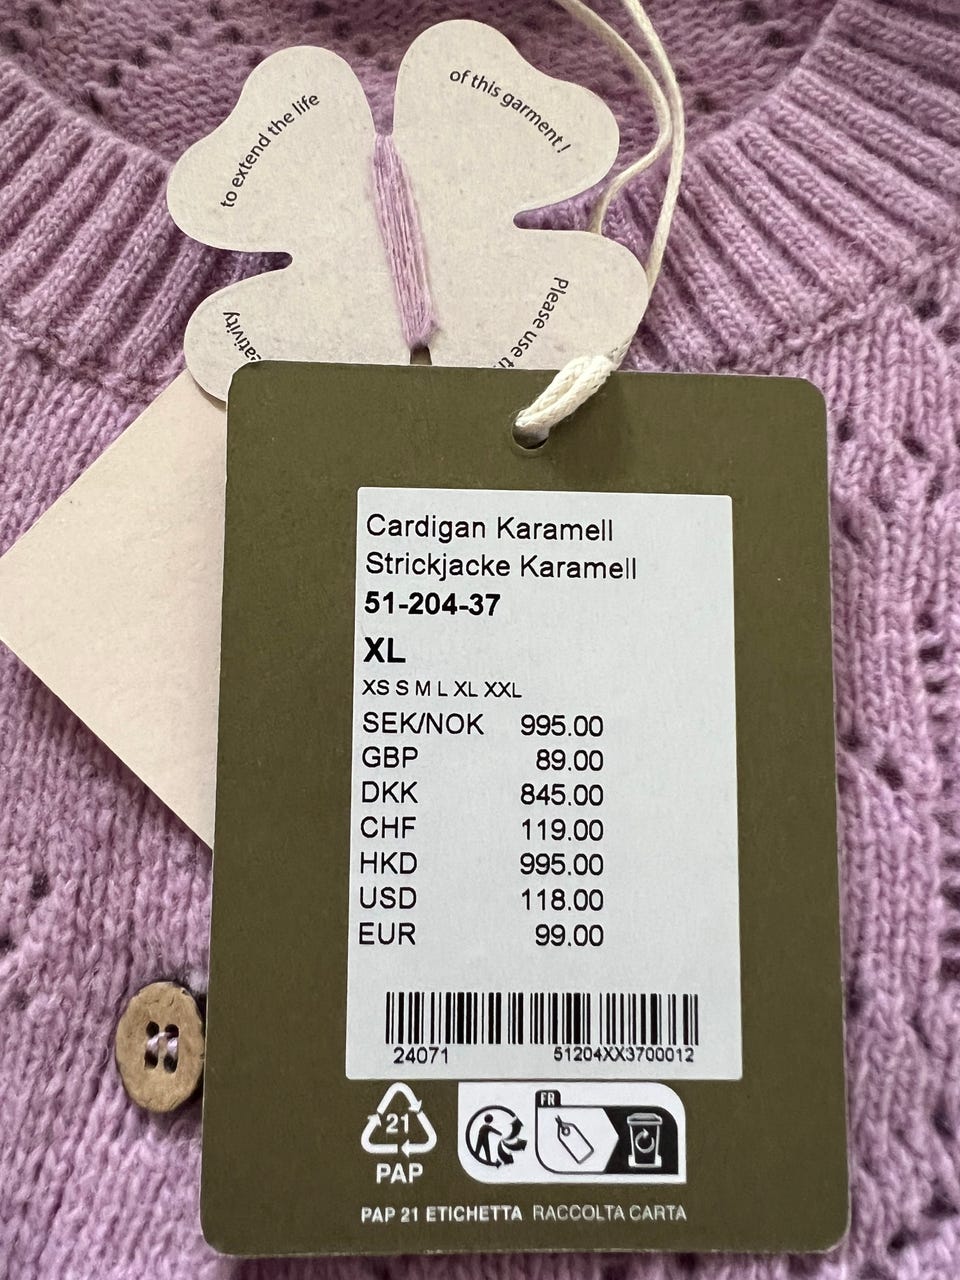 to extend the life
of this garment!
Please use
Cardigan Karamell
Strickjacke Karamell
51-204-37
XL
XS S M L XL XXL
SEK/NOK 995.00
GBP 89.00
DKK 845.00
CHF 119.00
HKD 995.00
USD 118.00
EUR 99.00
24071 51204XX3700012
21
PAP
FR
PAP 21 ETICHETTA RACCOLTA CARTA